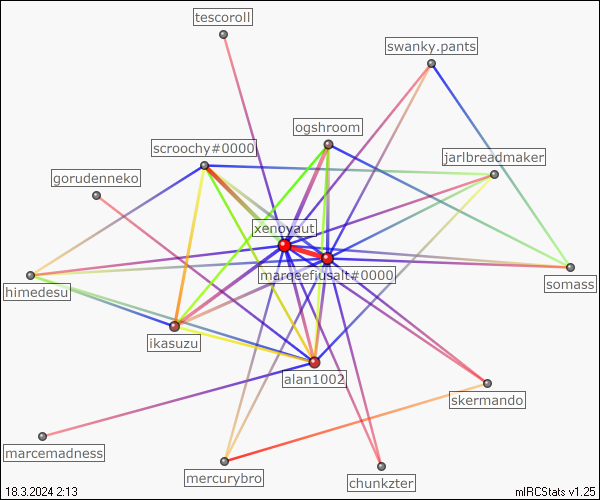 tescoroll
swanky.pants
ogshroom
scroochy#0000
jarlbreadmaker
gorudenneko
xenoyaut
marqeefiusalt#0000
himedesu
somass
ikasuzu
alan1002
skermando
marcemadness
mercurybro
chunkzter
18.3.2024 2:13
mIRCStats v1.25